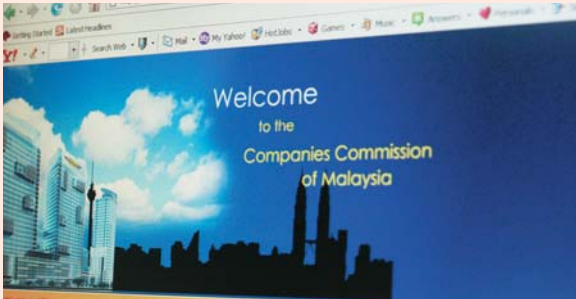 Getting Started Latest Headlines
Y! Search Web Mail My Yahoo! HotJobs Games Music Answers Personals
Welcome
to the
Companies Commission
of Malaysia